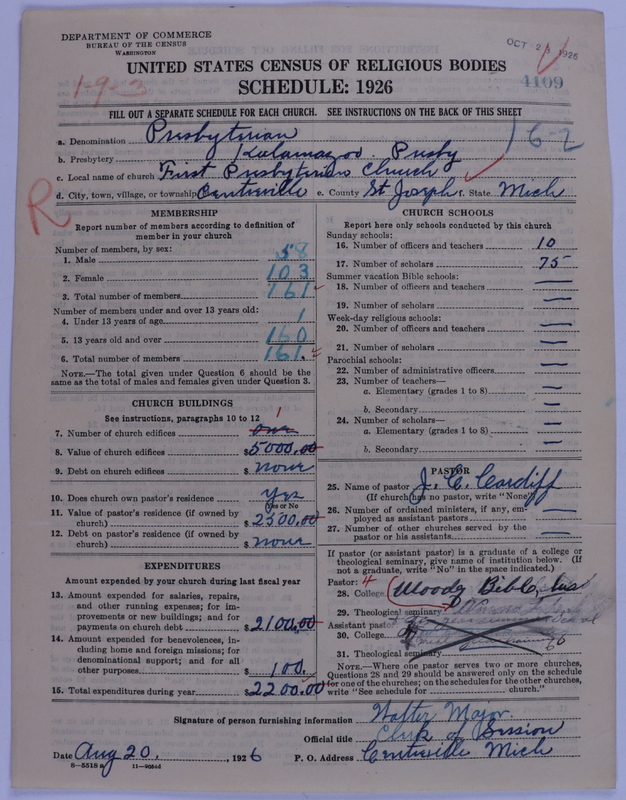 DEPARTMENT OF COMMERCE
BUREAU OF THE CENSUS
WASHINGTON
OCT 2 1926
UNITED STATES CENSUS OF RELIGIOUS BODIES
1-9-3
SCHEDULE: 1926
4109
FILL OUT A SEPARATE SCHEDULE FOR EACH CHURCH. SEE INSTRUCTIONS ON THE BACK OF THIS SHEET
a. Denomination Presbyterian
6-2
b. Presbytery Kalamazoo Presby
c. Local name of church First Presbyterian Church
d. City, town, village, or township Centreville e. County St Joseph f. State Mich
R
MEMBERSHIP
Report number of members according to definition of
member in your church
Number of members, by sex:
1. Male 58
2. Female 103
3. Total number of members 161
Number of members under and over 13 years old:
4. Under 13 years of age 1
5. 13 years old and over 160
6. Total number of members 161.
NOTE.—The total given under Question 6 should be the
same as the total of males and females given under Question 3.
CHURCH BUILDINGS
See instructions, paragraphs 10 to 12
1
7. Number of church edifices one
8. Value of church edifices $5000.00
9. Debt on church edifices $ none
10. Does church own pastor's residence Yes
(Yes or No)
11. Value of pastor's residence (if owned by
church) $ 2500.00
12. Debt on pastor's residence (if owned by
church) $ none
EXPENDITURES
Amount expended by your church during last fiscal year
13. Amount expended for salaries, repairs,
and other running expenses; for im-
provements or new buildings; and for
payments on church debt $2100.00
14. Amount expended for benevolences, in-
cluding home and foreign missions; for
denominational support; and for all
other purposes $ 100.
15. Total expenditures during year $2200.00
CHURCH SCHOOLS
Report here only schools conducted by this church
Sunday schools:
16. Number of officers and teachers 10
17. Number of scholars 75
Summer vacation Bible schools:
18. Number of officers and teachers —
19. Number of scholars —
Week-day religious schools:
20. Number of officers and teachers —
21. Number of scholars —
Parochial schools:
22. Number of administrative officers —
23. Number of teachers—
a. Elementary (grades 1 to 8) —
b. Secondary —
24. Number of scholars—
a. Elementary (grades 1 to 8) —
b. Secondary —
PASTOR
25. Name of pastor J. C. Cardiff
(If church has no pastor, write "None")
26. Number of ordained ministers, if any, em-
ployed as assistant pastors —
27. Number of other churches served by the
pastor or his assistants —
If pastor (or assistant pastor) is a graduate of a college or
theological seminary, give name of institution below. (If
not a graduate, write "No" in the space indicated.)
Pastor: 4
28. College Moody Bible Inst
29. Theological seminary
Assistant pastor
30. College
66
31. Theological seminary
NOTE.—Where one pastor serves two or more churches,
Questions 28 and 29 should be answered only on the schedule
for one of the churches; on the schedules for the other churches,
write "See schedule for church."
Signature of person furnishing information Walter Major
Official title Clerk of Session
Date Aug 20, 1926 P. O. Address Centreville Mich
8—5518 a 11—9054d